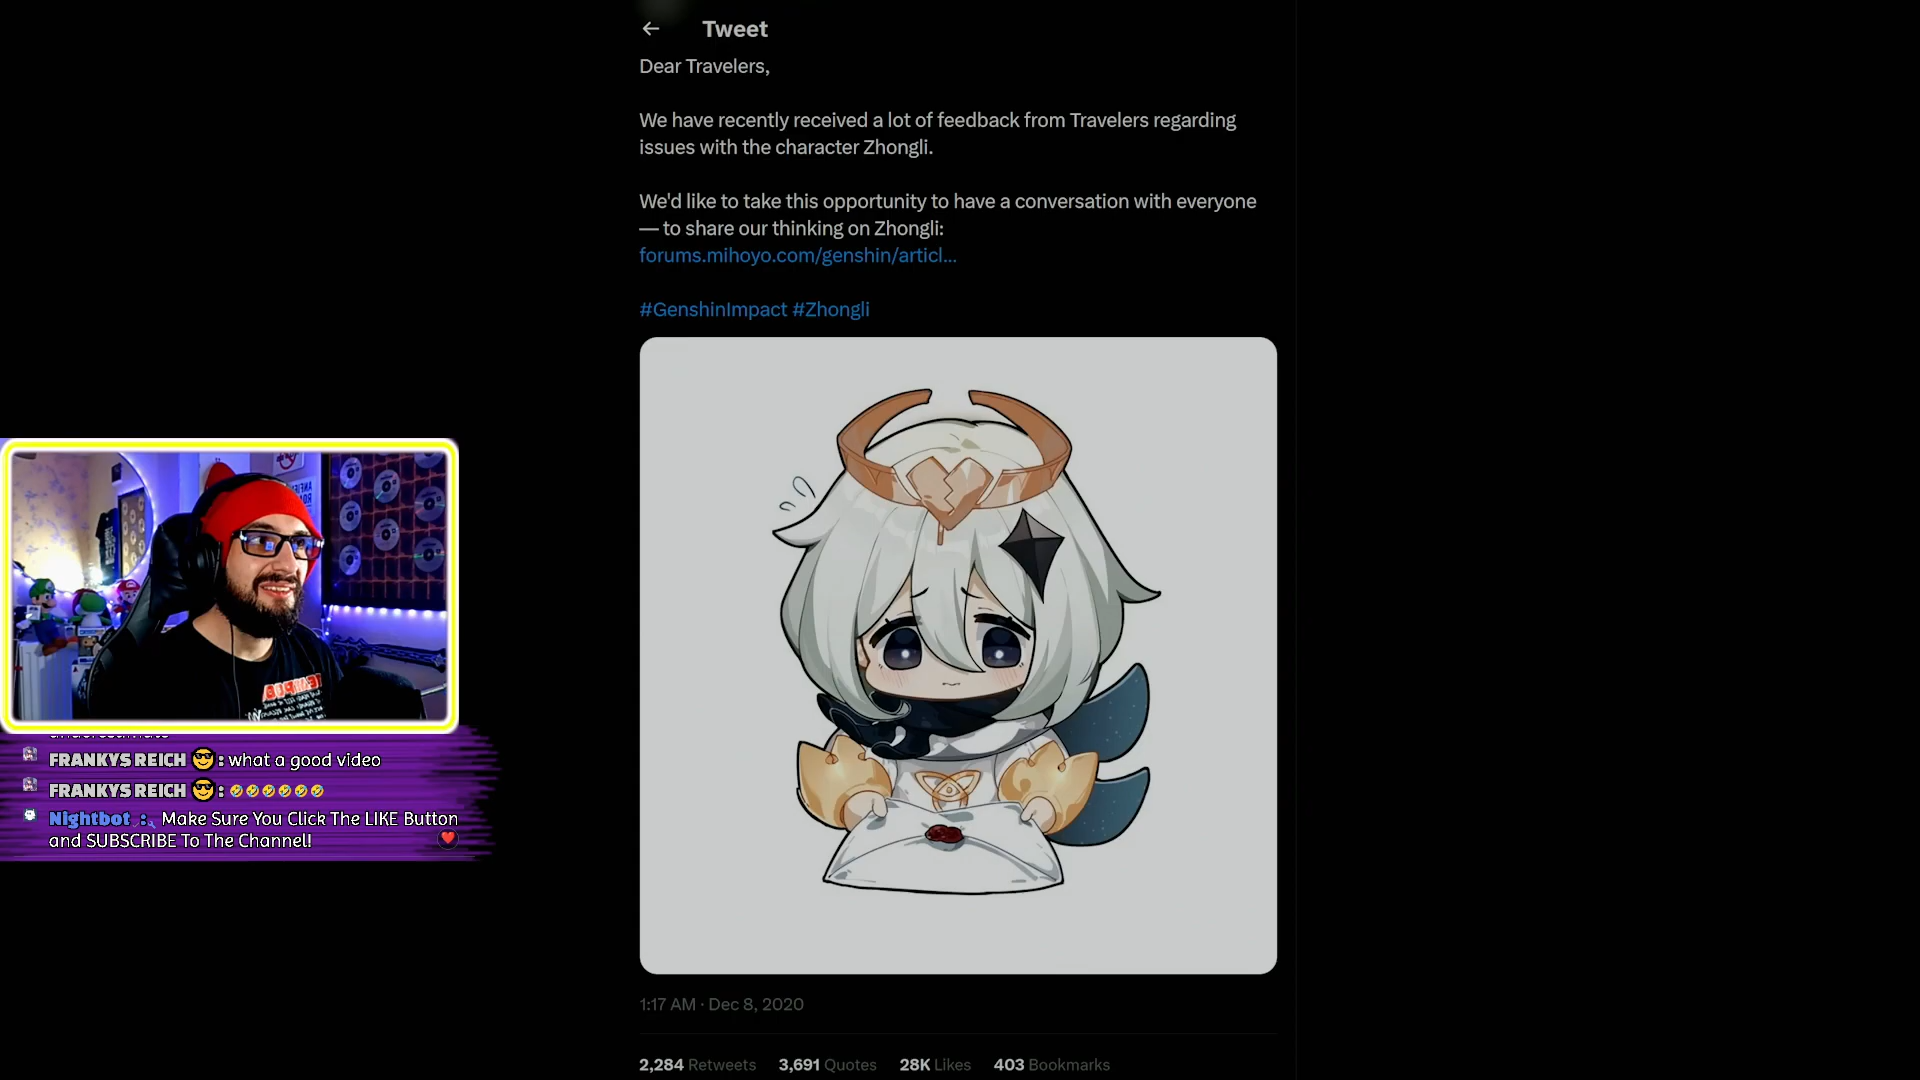 Tweet
Dear Travelers,
We have recently received a lot of feedback from Travelers regarding
issues with the character Zhongli.
We'd like to take this opportunity to have a conversation with everyone
— to share our thinking on Zhongli:
forums.mihoyo.com/genshin/articl...
#GenshinImpact #Zhongli
1:17 AM · Dec 8, 2020
2,284 Retweets 3,691 Quotes 28K Likes 403 Bookmarks
FRANKYS REICH 😎 : what a good video
FRANKYS REICH 😎 : 🤣🤣🤣🤣🤣🤣
Nightbot : Make Sure You Click The LIKE Button
and SUBSCRIBE To The Channel! ❤️